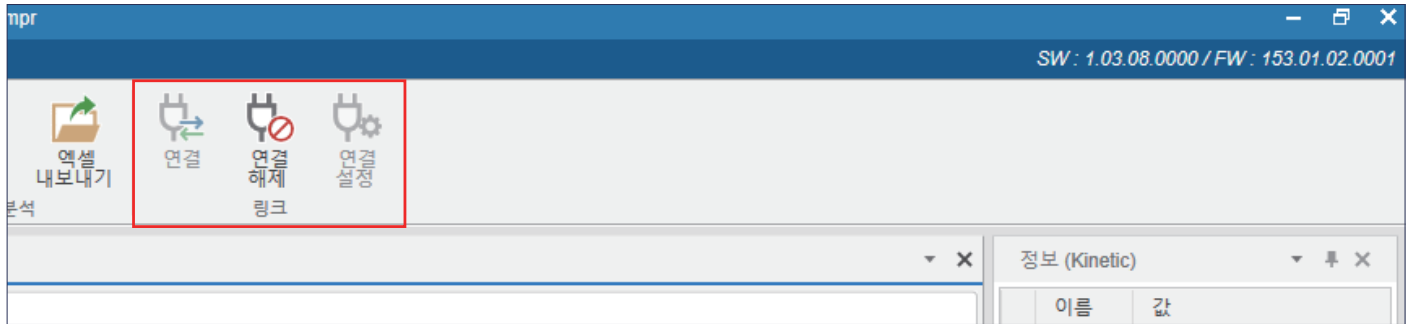 mpr
SW : 1.03.08.0000 / FW : 153.01.02.0001
엑셀
내보내기
연결
연결
해제
연결
설정
분석
링크
정보 (Kinetic)
이름 값